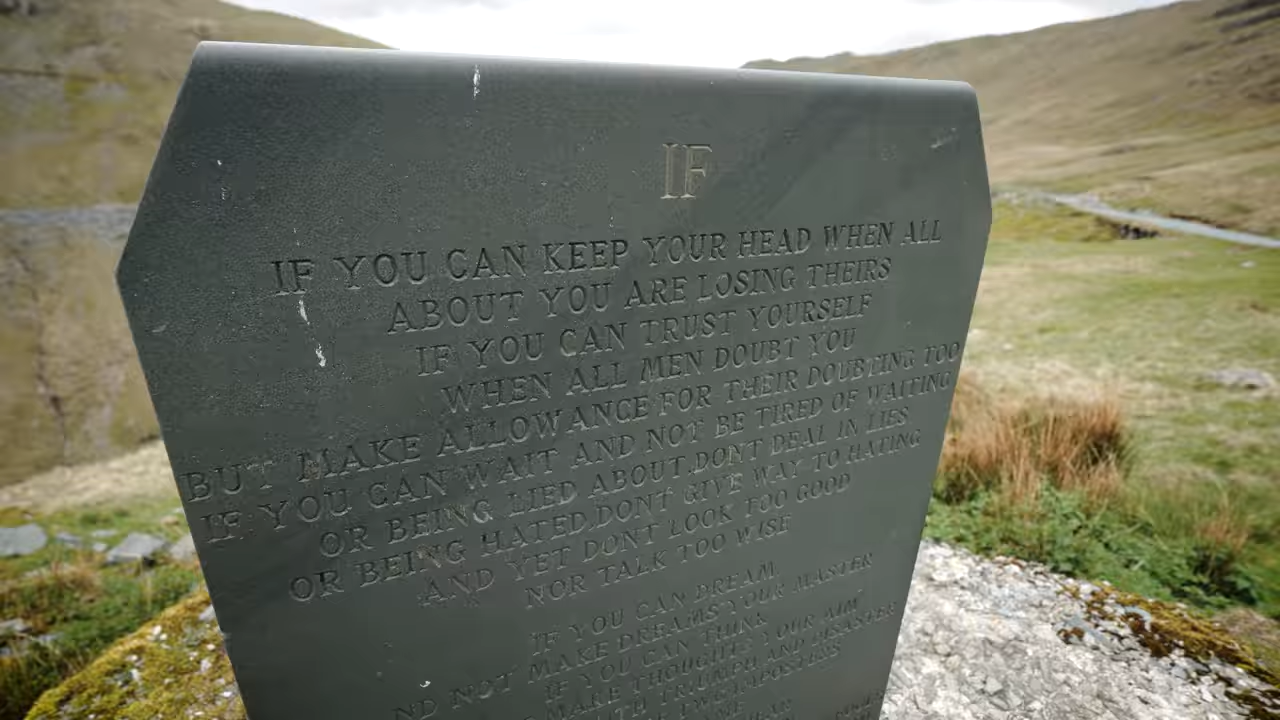 IF
IF YOU CAN KEEP YOUR HEAD WHEN ALL
ABOUT YOU ARE LOSING THEIRS
IF YOU CAN TRUST YOURSELF
WHEN ALL MEN DOUBT YOU
BUT MAKE ALLOWANCE FOR THEIR DOUBTING TOO
IF YOU CAN WAIT AND NOT BE TIRED OF WAITING
OR BEING LIED ABOUT,DONT DEAL IN LIES
OR BEING HATED,DONT GIVE WAY TO HATING
AND YET DONT LOOK TOO GOOD
NOR TALK TOO WISE
IF YOU CAN DREAM
NOT MAKE DREAMS YOUR MASTER
IF YOU CAN THINK
MAKE THOUGHTS YOUR AIM
TRIUMPH AND DISASTER
IMPOSTERS